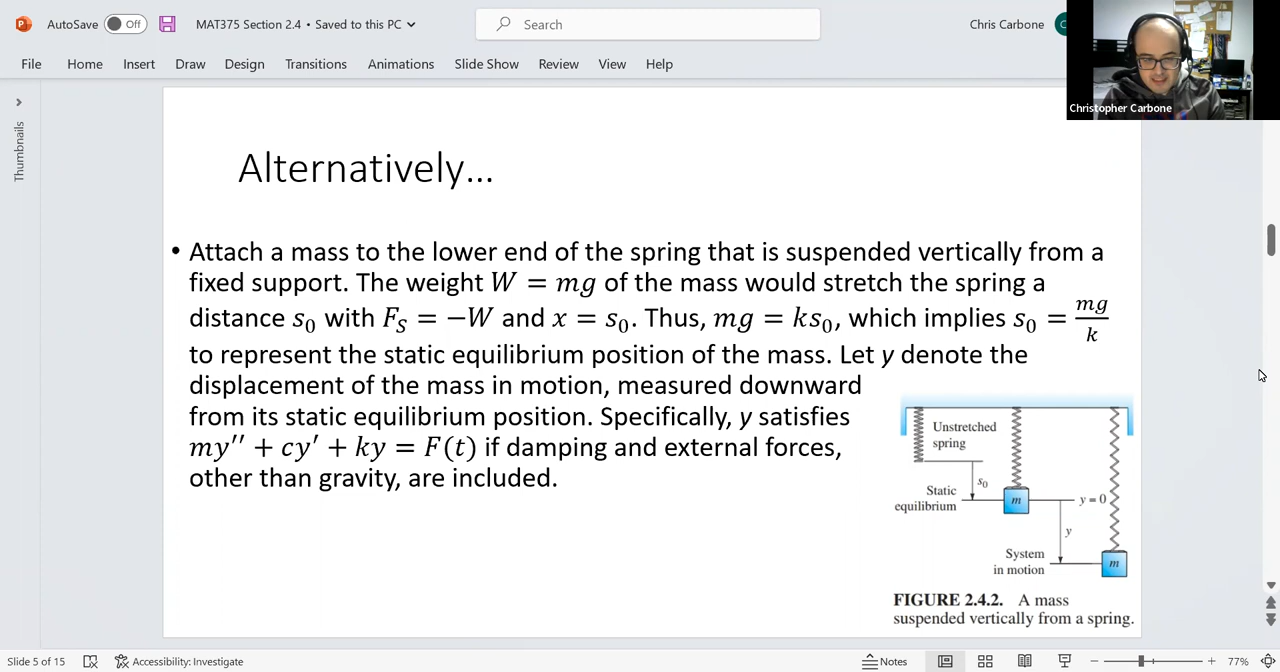 AutoSave Off MAT375 Section 2.4 • Saved to this PC Search Chris Carbone C
File Home Insert Draw Design Transitions Animations Slide Show Review View Help
Christopher Carbone
Thumbnails
Alternatively…
• Attach a mass to the lower end of the spring that is suspended vertically from a
fixed support. The weight W = mg of the mass would stretch the spring a
distance s₀ with F_S = −W and x = s₀. Thus, mg = ks₀, which implies s₀ = mg/k
to represent the static equilibrium position of the mass. Let y denote the
displacement of the mass in motion, measured downward
from its static equilibrium position. Specifically, y satisfies
my′′ + cy′ + ky = F(t) if damping and external forces,
other than gravity, are included.
Unstretched
spring
s₀
Static
equilibrium
m
y = 0
y
System
in motion
m
FIGURE 2.4.2. A mass
suspended vertically from a spring.
Slide 5 of 15 Accessibility: Investigate Notes 77%